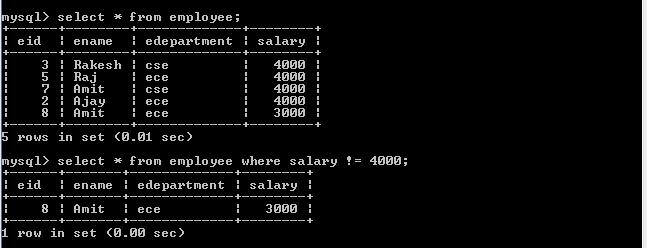 mysql> select * from employee;
+------+--------+-------------+--------+
| eid | ename | edepartment | salary |
+------+--------+-------------+--------+
| 3 | Rakesh | cse | 4000 |
| 5 | Raj | ece | 4000 |
| 7 | Amit | cse | 4000 |
| 2 | Ajay | ece | 4000 |
| 8 | Amit | ece | 3000 |
+------+--------+-------------+--------+
5 rows in set (0.01 sec)
mysql> select * from employee where salary != 4000;
+------+-------+-------------+--------+
| eid | ename | edepartment | salary |
+------+-------+-------------+--------+
| 8 | Amit | ece | 3000 |
+------+-------+-------------+--------+
1 row in set (0.00 sec)